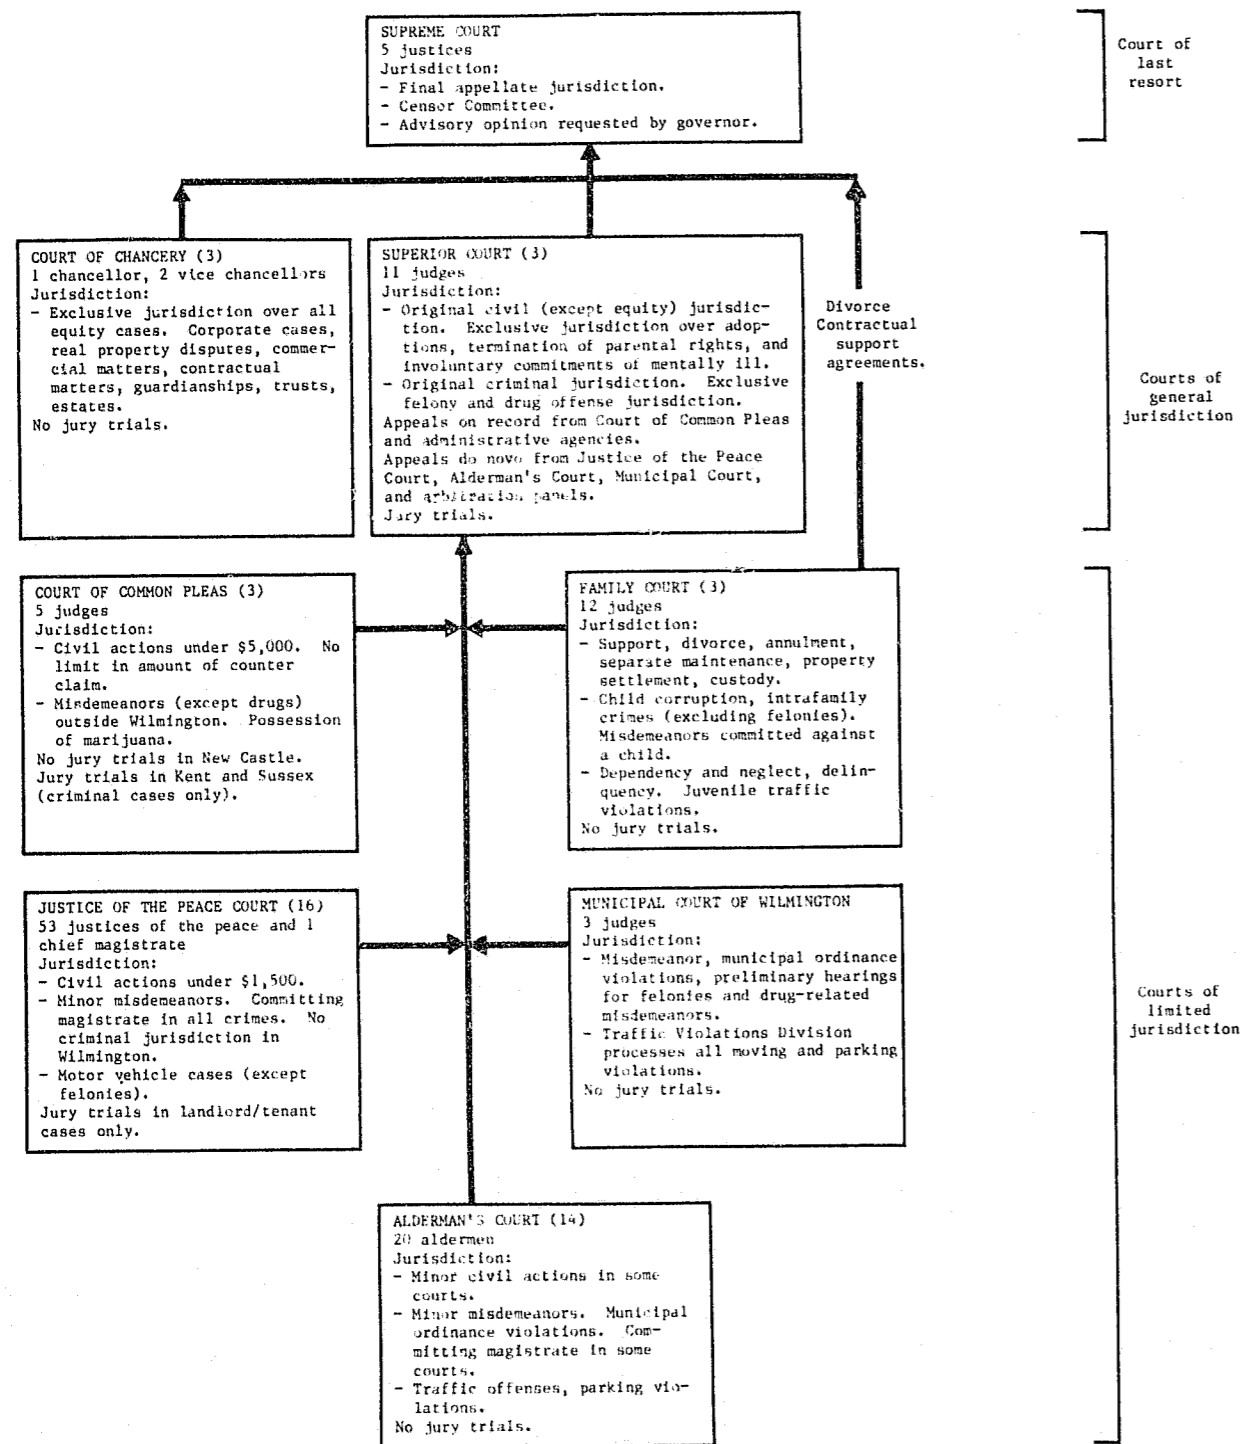 SUPREME COURT
5 justices
Jurisdiction:
- Final appellate jurisdiction.
- Censor Committee.
- Advisory opinion requested by governor.
Court of
last
resort
COURT OF CHANCERY (3)
1 chancellor, 2 vice chancellors
Jurisdiction:
- Exclusive jurisdiction over all
equity cases. Corporate cases,
real property disputes, commer-
cial matters, contractual
matters, guardianships, trusts,
estates.
No jury trials.
SUPERIOR COURT (3)
11 judges
Jurisdiction:
- Original civil (except equity) jurisdic-
tion. Exclusive jurisdiction over adop-
tions, termination of parental rights, and
involuntary commitments of mentally ill.
- Original criminal jurisdiction. Exclusive
felony and drug offense jurisdiction.
Appeals on record from Court of Common Pleas
and administrative agencies.
Appeals do novo from Justice of the Peace
Court, Alderman's Court, Municipal Court,
and arbitration panels.
Jury trials.
Divorce
Contractual
support
agreements.
Courts of
general
jurisdiction
COURT OF COMMON PLEAS (3)
5 judges
Jurisdiction:
- Civil actions under $5,000. No
limit in amount of counter
claim.
- Misdemeanors (except drugs)
outside Wilmington. Possession
of marijuana.
No jury trials in New Castle.
Jury trials in Kent and Sussex
(criminal cases only).
FAMILY COURT (3)
12 judges
Jurisdiction:
- Support, divorce, annulment,
separate maintenance, property
settlement, custody.
- Child corruption, intrafamily
crimes (excluding felonies).
Misdemeanors committed against
a child.
- Dependency and neglect, delin-
quency. Juvenile traffic
violations.
No jury trials.
JUSTICE OF THE PEACE COURT (16)
53 justices of the peace and 1
chief magistrate
Jurisdiction:
- Civil actions under $1,500.
- Minor misdemeanors. Committing
magistrate in all crimes. No
criminal jurisdiction in
Wilmington.
- Motor vehicle cases (except
felonies).
Jury trials in landlord/tenant
cases only.
MUNICIPAL COURT OF WILMINGTON
3 judges
Jurisdiction:
- Misdemeanor, municipal ordinance
violations, preliminary hearings
for felonies and drug-related
misdemeanors.
- Traffic Violations Division
processes all moving and parking
violations.
No jury trials.
Courts of
limited
jurisdiction
ALDERMAN'S COURT (14)
20 aldermen
Jurisdiction:
- Minor civil actions in some
courts.
- Minor misdemeanors. Municipal
ordinance violations. Com-
mitting magistrate in some
courts.
- Traffic offenses, parking vio-
lations.
No jury trials.